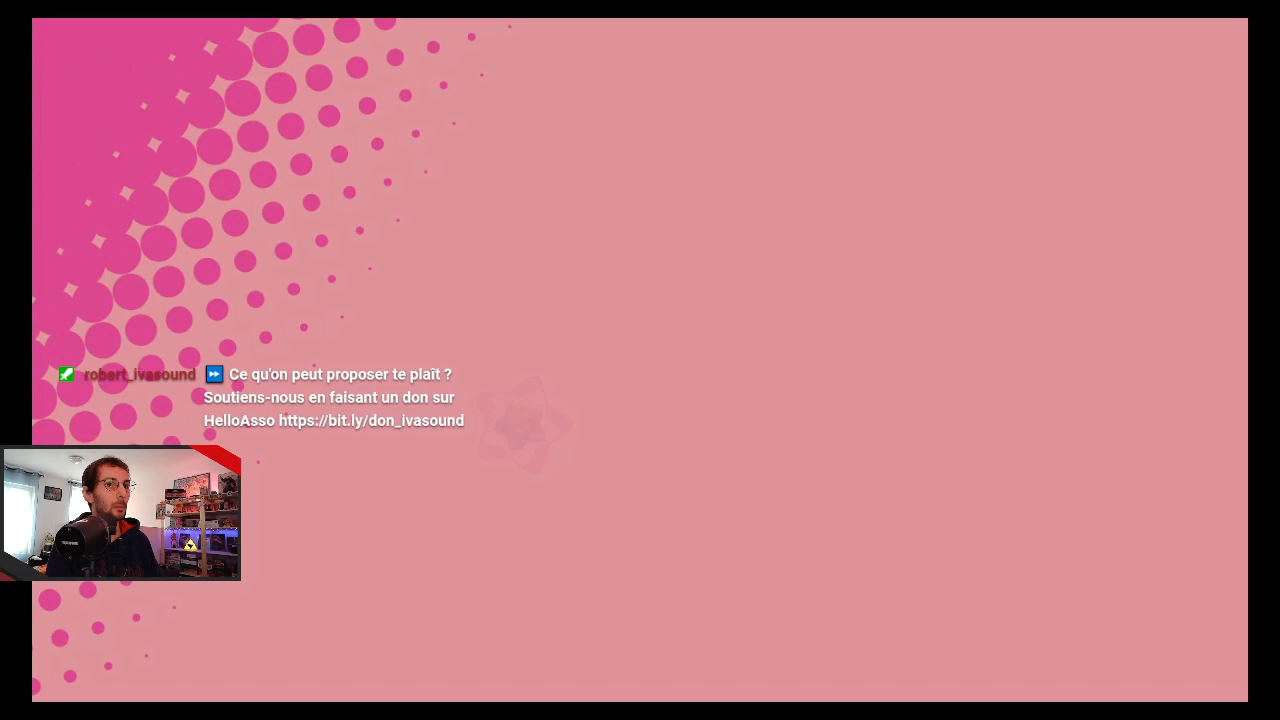 robert_ivasound ⏩ Ce qu'on peut proposer te plaît ?
Soutiens-nous en faisant un don sur
HelloAsso https://bit.ly/don_ivasound